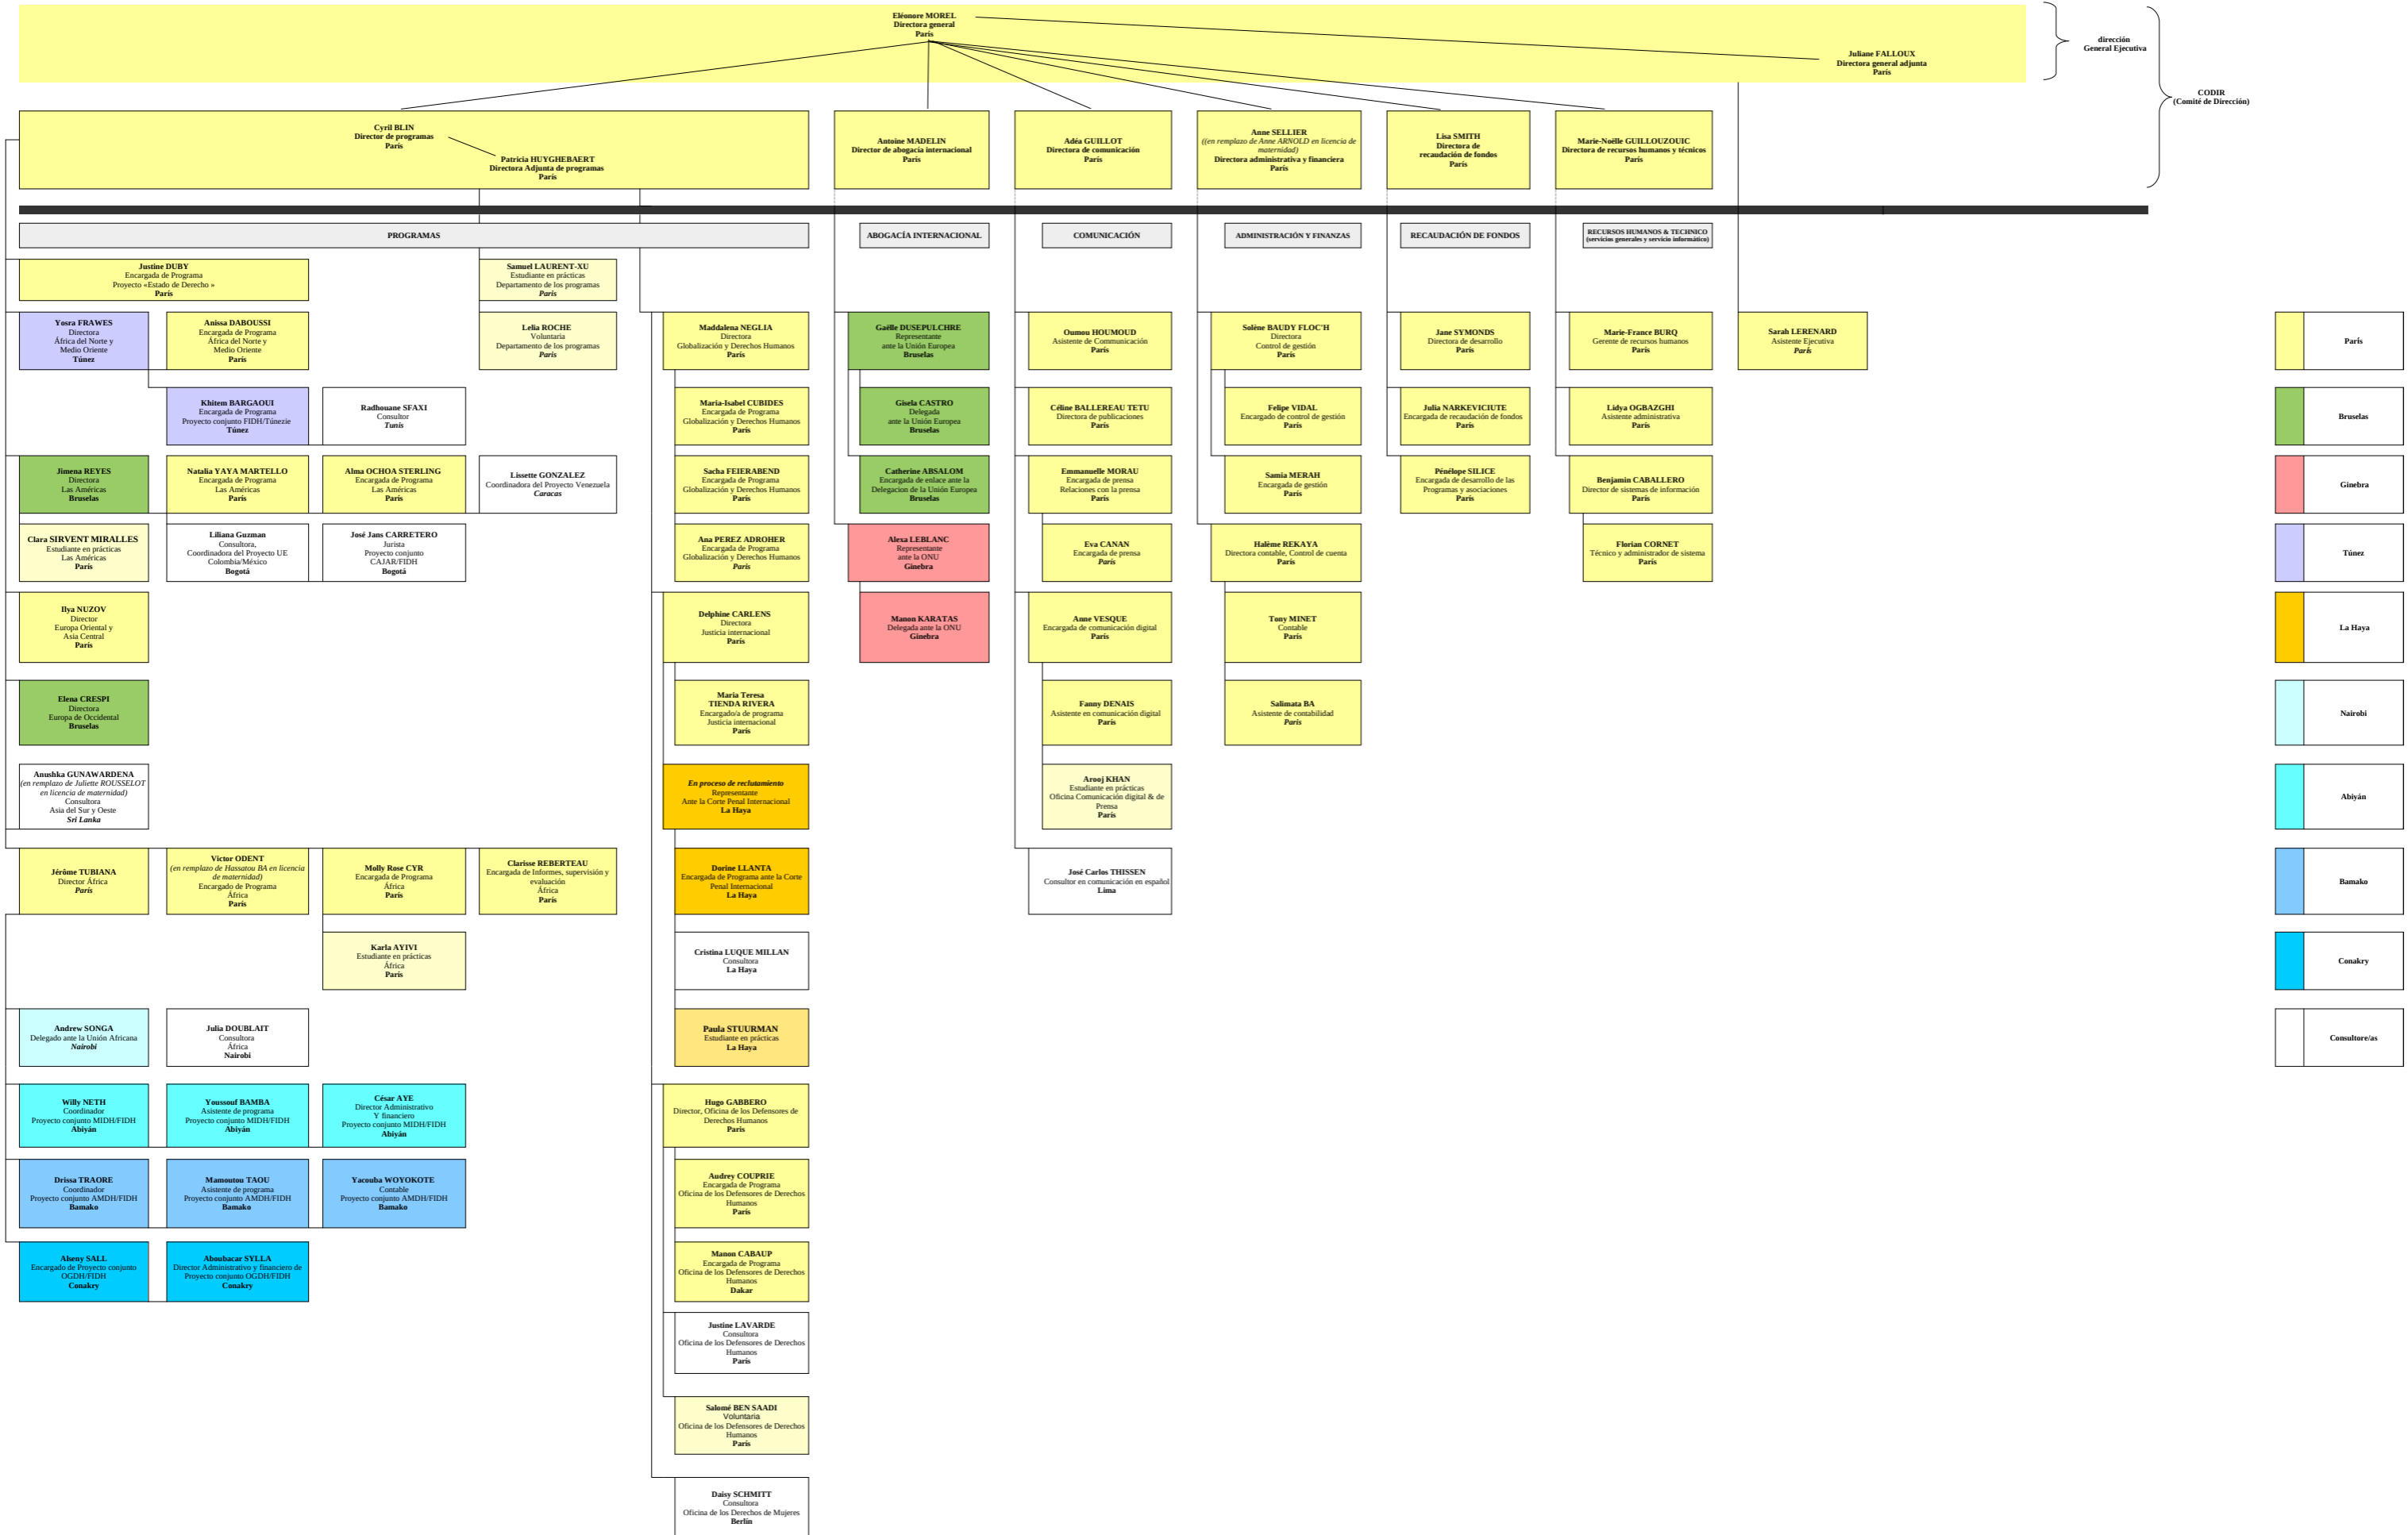 Eléonore MOREL
Directora general
París
Juliane FALLOUX
Directora general adjunta
París
dirección
General Ejecutiva
CODIR
(Comité de Dirección)
Cyril BLIN
Director de programas
París
Patricia HUYGHEBAERT
Directora Adjunta de programas
París
Antoine MADELIN
Director de abogacía internacional
París
Adéa GUILLOT
Directora de comunicación
París
Anne SELLIER
((en remplazo de Anne ARNOLD en licencia de
maternidad)
Directora administrativa y financiera
París
Lisa SMITH
Directora de
recaudación de fondos
París
Marie-Noëlle GUILLOUZOUIC
Directora de recursos humanos y técnicos
París
PROGRAMAS
ABOGACÍA INTERNACIONAL
COMUNICACIÓN
ADMINISTRACIÓN Y FINANZAS
RECAUDACIÓN DE FONDOS
RECURSOS HUMANOS & TECHNICO
(servicios generales y servicio informático)
Justine DUBY
Encargada de Programa
Proyecto «Estado de Derecho »
París
Samuel LAURENT-XU
Estudiante en prácticas
Departamento de los programas
París
Yosra FRAWES
Directora
África del Norte y
Medio Oriente
Túnez
Anissa DABOUSSI
Encargada de Programa
África del Norte y
Medio Oriente
París
Lelia ROCHE
Voluntaria
Departamento de los programas
París
Maddalena NEGLIA
Directora
Globalización y Derechos Humanos
París
Gaëlle DUSEPULCHRE
Representante
ante la Unión Europea
Bruselas
Oumou HOUMOUD
Asistente de Communicación
París
Solène BAUDY FLOC'H
Directora
Control de gestión
París
Jane SYMONDS
Directora de desarrollo
París
Marie-France BURQ
Gerente de recursos humanos
París
Sarah LERENARD
Asistente Ejecutiva
París
París
Khitem BARGAOUI
Encargada de Programa
Proyecto conjunto FIDH/Túnezie
Túnez
Radhouane SFAXI
Consultor
Tunis
Maria-Isabel CUBIDES
Encargada de Programa
Globalización y Derechos Humanos
París
Gisela CASTRO
Delegada
ante la Unión Europea
Bruselas
Céline BALLEREAU TETU
Directora de publicaciones
París
Felipe VIDAL
Encargado de control de gestión
París
Julia NARKEVICIUTE
Encargada de recaudación de fondos
París
Lidya OGBAZGHI
Asistente administrativa
París
Bruselas
Jimena REYES
Directora
Las Américas
Bruselas
Natalia YAYA MARTELLO
Encargada de Programa
Las Américas
París
Alma OCHOA STERLING
Encargada de Programa
Las Américas
París
Lissette GONZALEZ
Coordinadora del Proyecto Venezuela
Caracas
Sacha FEIERABEND
Encargada de Programa
Globalización y Derechos Humanos
París
Catherine ABSALOM
Encargada de enlace ante la
Delegacion de la Unión Europea
Bruselas
Emmanuelle MORAU
Encargada de prensa
Relaciones con la prensa
París
Samia MERAH
Encargada de gestión
París
Pénélope SILICE
Encargada de desarrollo de las
Programas y asociaciones
París
Benjamin CABALLERO
Director de sistemas de información
París
Ginebra
Clara SIRVENT MIRALLES
Estudiante en prácticas
Las Américas
París
Liliana Guzman
Consultora,
Coordinadora del Proyecto UE
Colombia/México
Bogotá
José Jans CARRETERO
Jurista
Proyecto conjunto
CAJAR/FIDH
Bogotá
Ana PEREZ ADROHER
Encargada de Programa
Globalización y Derechos Humanos
París
Alexa LEBLANC
Representante
ante la ONU
Ginebra
Eva CANAN
Encargada de prensa
París
Halème REKAYA
Directora contable, Control de cuenta
París
Florian CORNET
Técnico y administrador de sistema
París
Túnez
Ilya NUZOV
Director
Europa Oriental y
Asia Central
París
Delphine CARLENS
Directora
Justicia internacional
París
Manon KARATAS
Delegada ante la ONU
Ginebra
Anne VESQUE
Encargada de comunicación digital
París
Tony MINET
Contable
París
La Haya
Elena CRESPI
Directora
Europa de Occidental
Bruselas
Maria Teresa
TIENDA RIVERA
Encargado/a de programa
Justicia internacional
París
Fanny DENAIS
Asistente en comunicación digital
París
Salimata BA
Asistente de contabilidad
París
Nairobi
Anushka GUNAWARDENA
(en remplazo de Juliette ROUSSELOT
en licencia de maternidad)
Consultora
Asia del Sur y Oeste
Sri Lanka
En proceso de reclutamiento
Representante
Ante la Corte Penal Internacional
La Haya
Arooj KHAN
Estudiante en prácticas
Oficina Comunicación digital & de
Prensa
París
Abiyán
Jérôme TUBIANA
Director África
París
Victor ODENT
(en remplazo de Hassatou BA en licencia
de maternidad)
Encargado de Programa
África
París
Molly Rose CYR
Encargada de Programa
África
París
Clarisse REBERTEAU
Encargada de Informes, supervisión y
evaluación
África
París
Dorine LLANTA
Encargada de Programa ante la Corte
Penal Internacional
La Haya
José Carlos THISSEN
Consultor en comunicación en español
Lima
Bamako
Karla AYIVI
Estudiante en prácticas
África
París
Cristina LUQUE MILLAN
Consultora
La Haya
Conakry
Andrew SONGA
Delegado ante la Unión Africana
Nairobi
Julia DOUBLAIT
Consultora
África
Nairobi
Paula STUURMAN
Estudiante en prácticas
La Haya
Consultore/as
Willy NETH
Coordinador
Proyecto conjunto MIDH/FIDH
Abiyán
Youssouf BAMBA
Asistente de programa
Proyecto conjunto MIDH/FIDH
Abiyán
César AYE
Director Administrativo
Y financiero
Proyecto conjunto MIDH/FIDH
Abiyán
Hugo GABBERO
Director, Oficina de los Defensores de
Derechos Humanos
París
Drissa TRAORE
Coordinador
Proyecto conjunto AMDH/FIDH
Bamako
Mamoutou TAOU
Asistente de programa
Proyecto conjunto AMDH/FIDH
Bamako
Yacouba WOYOKOTE
Contable
Proyecto conjunto AMDH/FIDH
Bamako
Audrey COUPRIE
Encargada de Programa
Oficina de los Defensores de Derechos
Humanos
París
Alseny SALL
Encargado de Proyecto conjunto
OGDH/FIDH
Conakry
Aboubacar SYLLA
Director Administrativo y financiero de
Proyecto conjunto OGDH/FIDH
Conakry
Manon CABAUP
Encargada de Programa
Oficina de los Defensores de Derechos
Humanos
Dakar
Justine LAVARDE
Consultora
Oficina de los Defensores de Derechos
Humanos
París
Salomé BEN SAADI
Voluntaria
Oficina de los Defensores de Derechos
Humanos
París
Daisy SCHMITT
Consultora
Oficina de los Derechos de Mujeres
Berlín